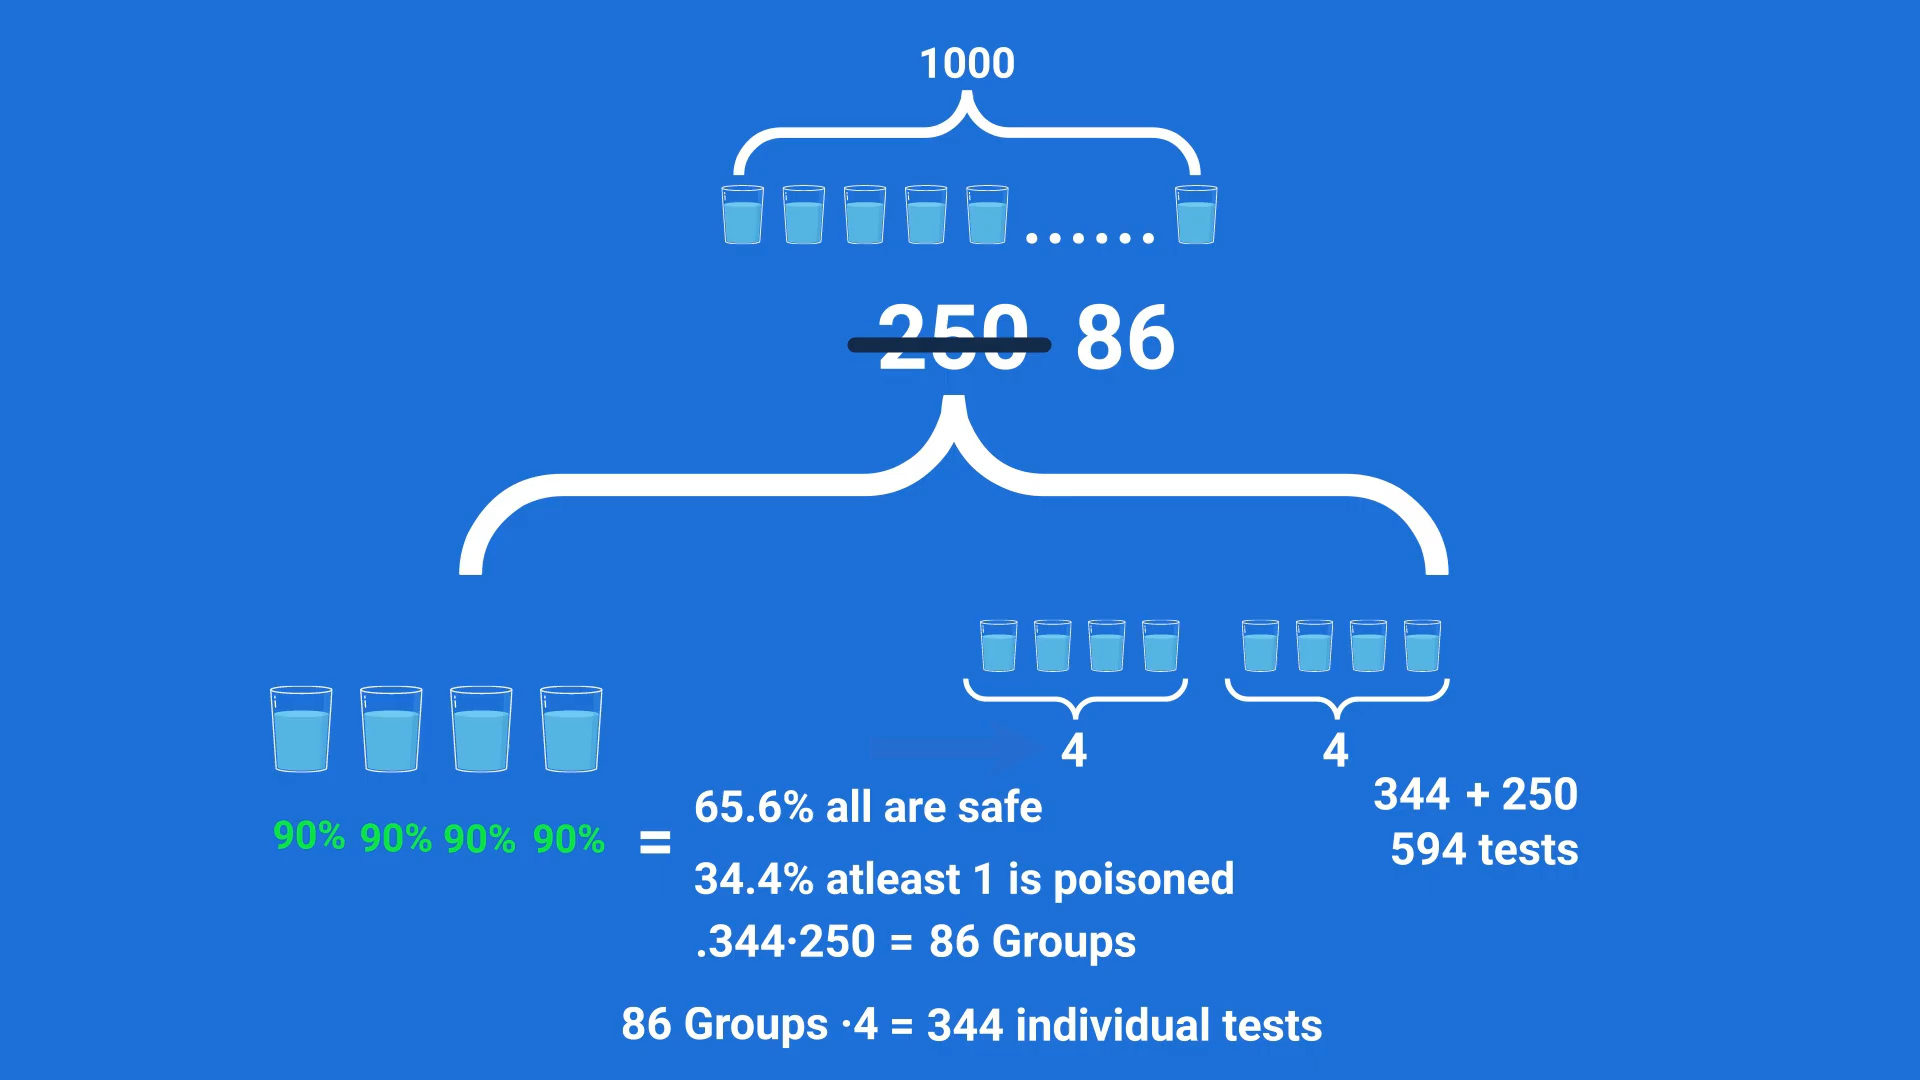 1000
250 86
4 4
344 + 250
594 tests
90% 90% 90% 90% =
65.6% all are safe
34.4% atleast 1 is poisoned
.344·250 = 86 Groups
86 Groups ·4 = 344 individual tests